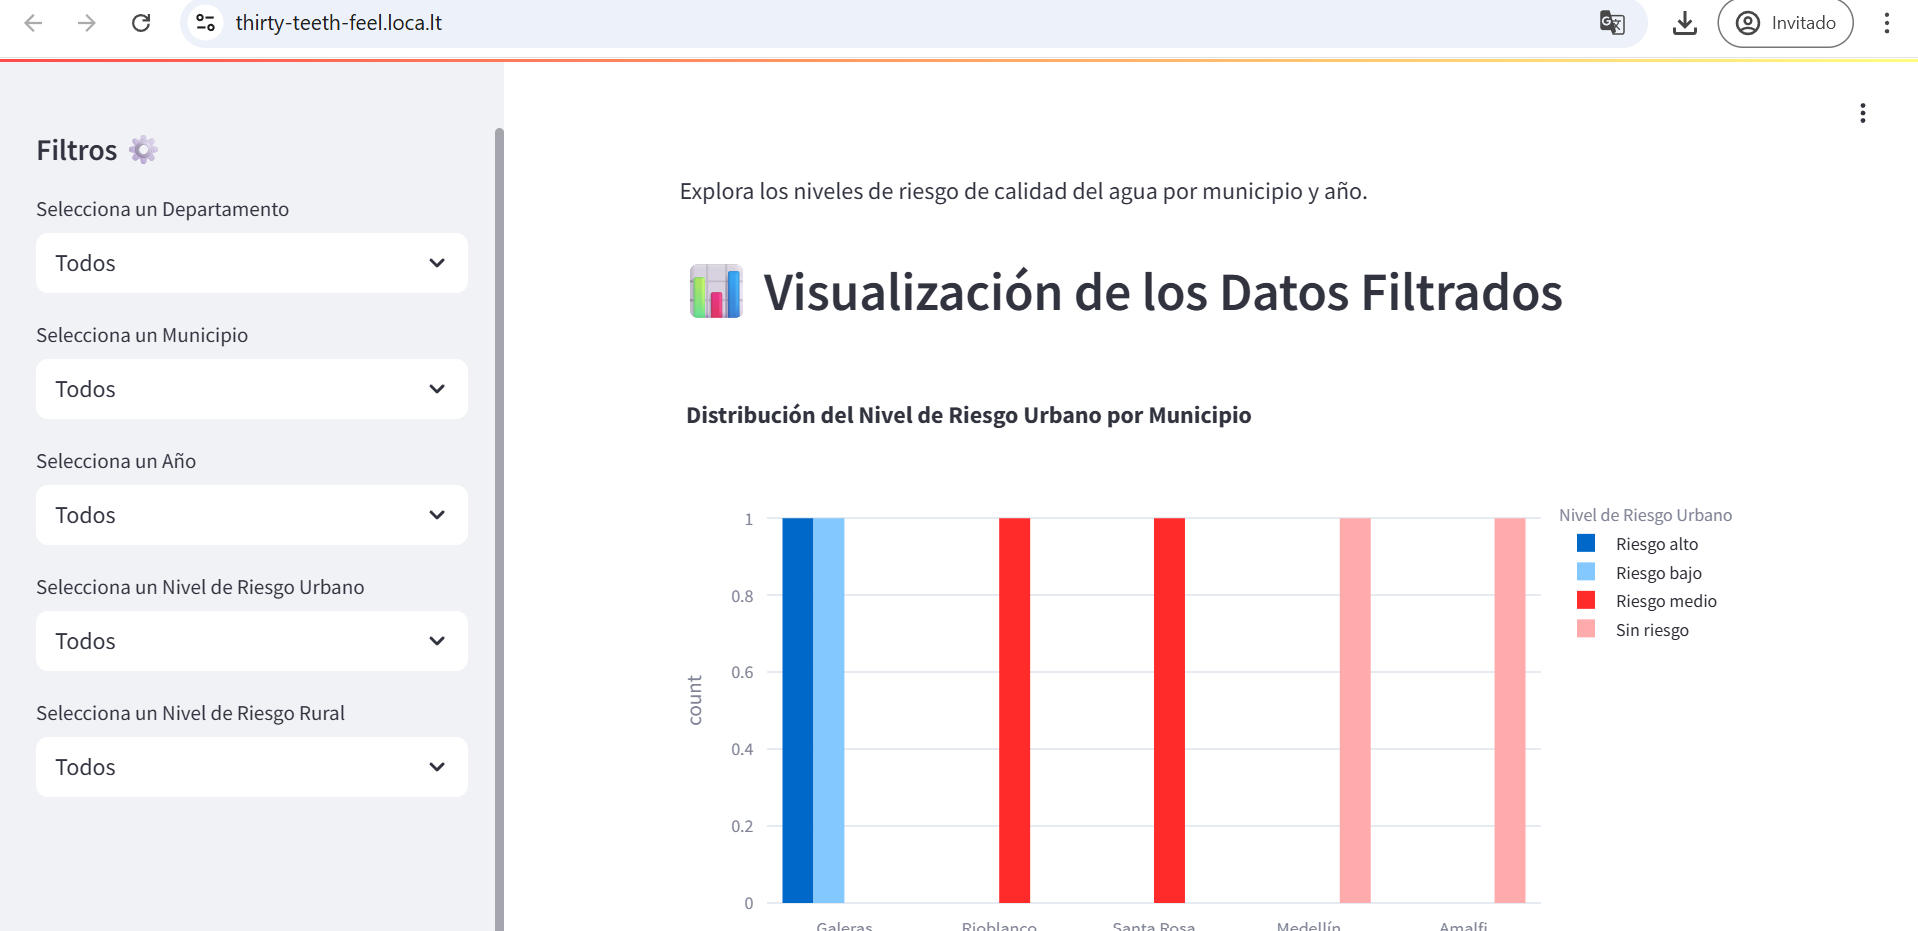 thirty-teeth-feel.loca.lt
Invitado
Filtros
Selecciona un Departamento
Todos
Selecciona un Municipio
Todos
Selecciona un Año
Todos
Selecciona un Nivel de Riesgo Urbano
Todos
Selecciona un Nivel de Riesgo Rural
Todos
Explora los niveles de riesgo de calidad del agua por municipio y año.
Visualización de los Datos Filtrados
Distribución del Nivel de Riesgo Urbano por Municipio
count
1
0.8
0.6
0.4
0.2
0
Galeras
Rioblanco
Santa Rosa
Medellín
Amalfi
Nivel de Riesgo Urbano
Riesgo alto
Riesgo bajo
Riesgo medio
Sin riesgo